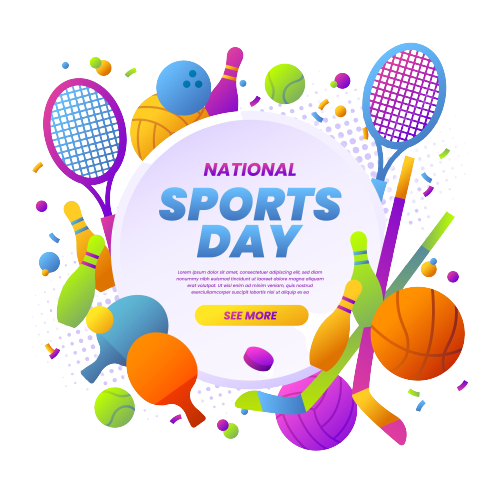 NATIONAL
SPORTS
DAY
Lorem ipsum dolor sit amet, consectetuer adipiscing elit, sed diam
nonummy nibh euismod tincidunt ut laoreet dolore magna aliquam
erat volutpat. Ut wisi enim ad minim veniam, quis nostrud
exerciullamcorper suscipit lobortis nisl ut aliquip ex
SEE MORE